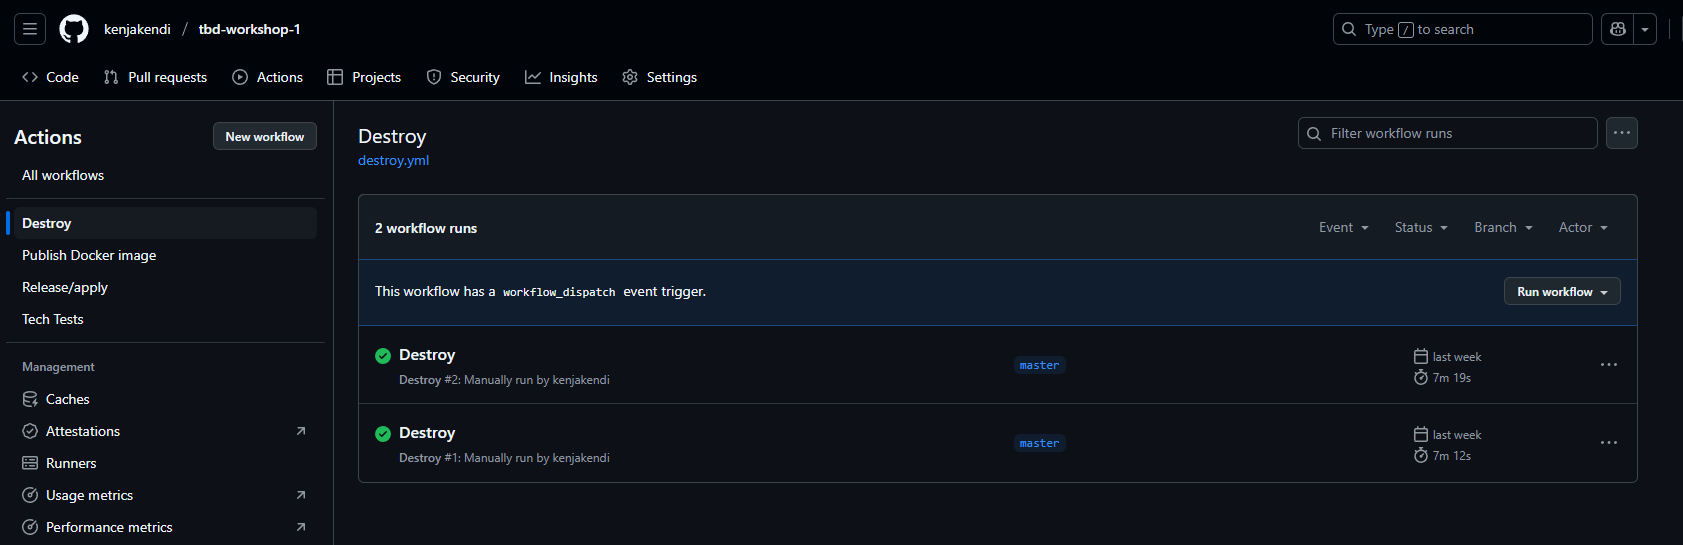 kenjakendi / tbd-workshop-1
Type / to search
Code Pull requests Actions Projects Security Insights Settings
Actions New workflow
All workflows
Destroy
Publish Docker image
Release/apply
Tech Tests
Management
Caches
Attestations
Runners
Usage metrics
Performance metrics
Destroy
destroy.yml
Filter workflow runs
2 workflow runs Event Status Branch Actor
This workflow has a workflow_dispatch event trigger. Run workflow
Destroy
Destroy #2: Manually run by kenjakendi
master
last week
7m 19s
Destroy
Destroy #1: Manually run by kenjakendi
master
last week
7m 12s